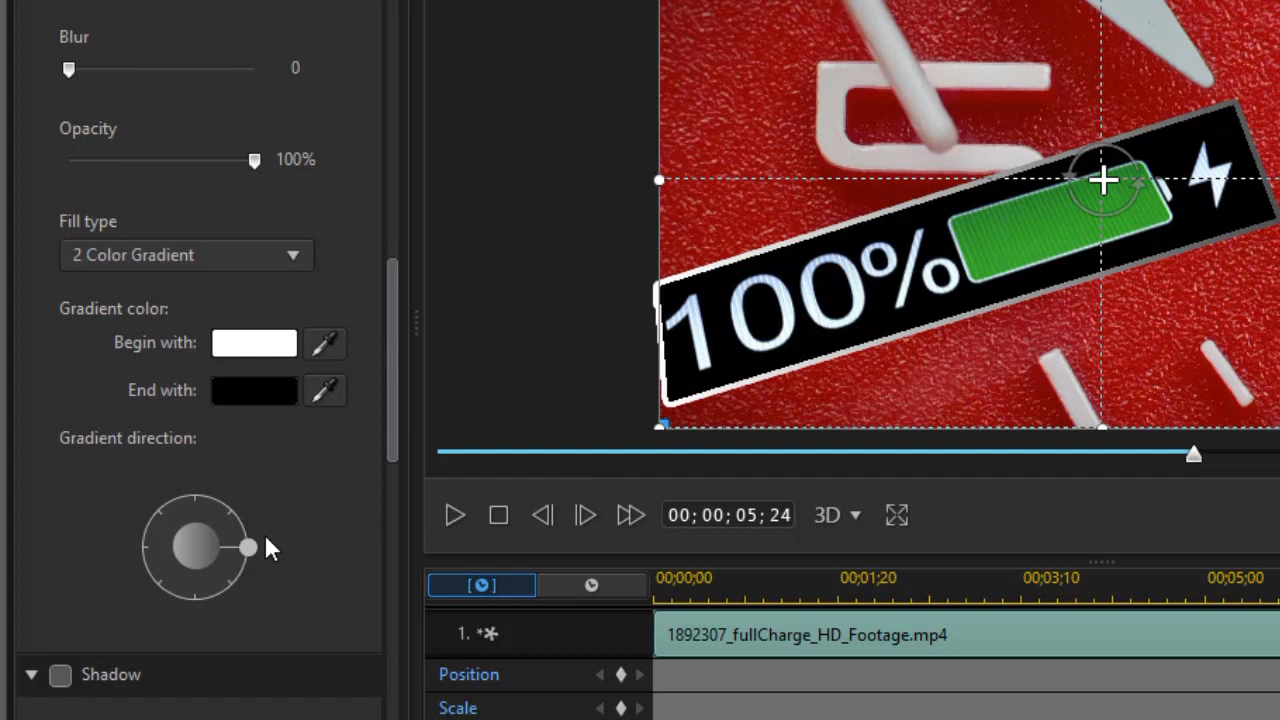 Blur
0
Opacity
100%
Fill type
2 Color Gradient
Gradient color:
Begin with:
End with:
Gradient direction:
Shadow
100%
00;00;05;24
3D
00;00;00
00;01;20
00;03;10
00;05;00
1. *
1892307_fullCharge_HD_Footage.mp4
Position
Scale